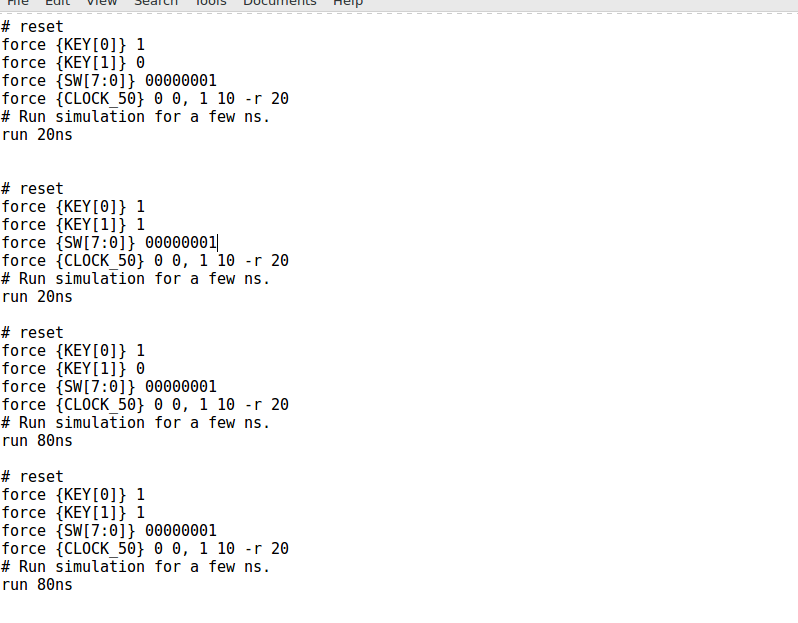 File Edit View Search Tools Documents Help
# reset
force {KEY[0]} 1
force {KEY[1]} 0
force {SW[7:0]} 00000001
force {CLOCK_50} 0 0, 1 10 -r 20
# Run simulation for a few ns.
run 20ns
# reset
force {KEY[0]} 1
force {KEY[1]} 1
force {SW[7:0]} 00000001
force {CLOCK_50} 0 0, 1 10 -r 20
# Run simulation for a few ns.
run 20ns
# reset
force {KEY[0]} 1
force {KEY[1]} 0
force {SW[7:0]} 00000001
force {CLOCK_50} 0 0, 1 10 -r 20
# Run simulation for a few ns.
run 80ns
# reset
force {KEY[0]} 1
force {KEY[1]} 1
force {SW[7:0]} 00000001
force {CLOCK_50} 0 0, 1 10 -r 20
# Run simulation for a few ns.
run 80ns